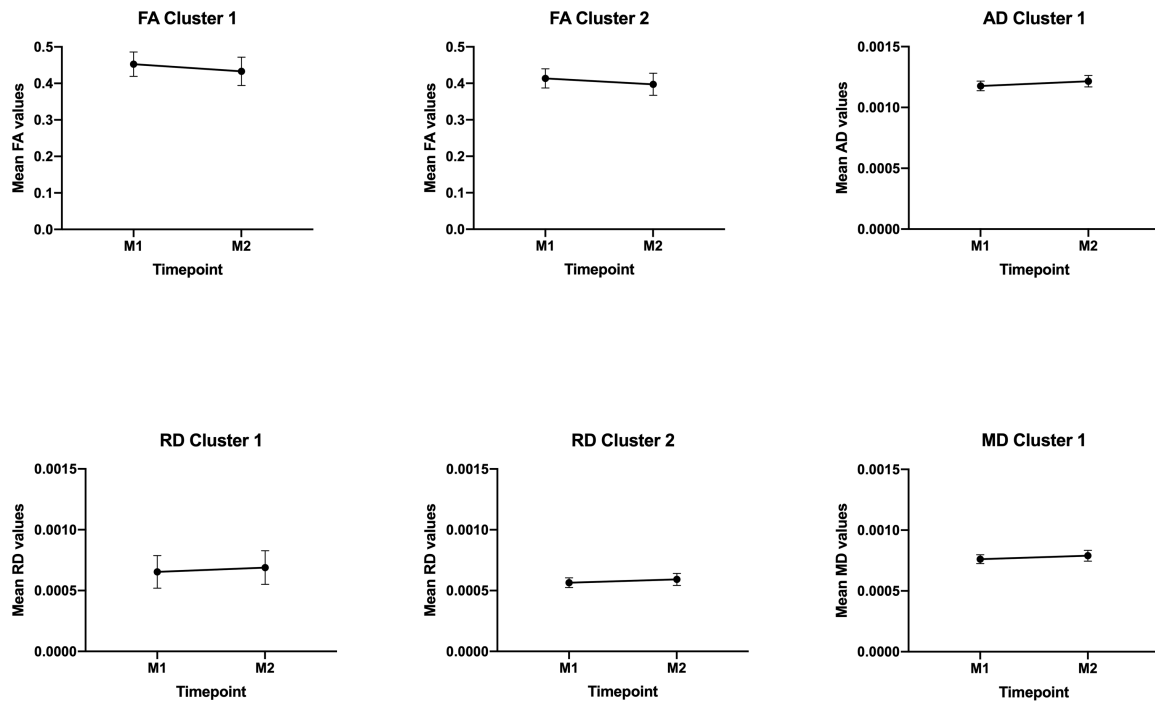 FA Cluster 1
Mean FA values
0.5
0.4
0.3
0.2
0.1
0.0
M1 M2
Timepoint
FA Cluster 2
Mean FA values
0.5
0.4
0.3
0.2
0.1
0.0
M1 M2
Timepoint
AD Cluster 1
Mean AD values
0.0015
0.0010
0.0005
0.0000
M1 M2
Timepoint
RD Cluster 1
Mean RD values
0.0015
0.0010
0.0005
0.0000
M1 M2
Timepoint
RD Cluster 2
Mean RD values
0.0015
0.0010
0.0005
0.0000
M1 M2
Timepoint
MD Cluster 1
Mean MD values
0.0015
0.0010
0.0005
0.0000
M1 M2
Timepoint